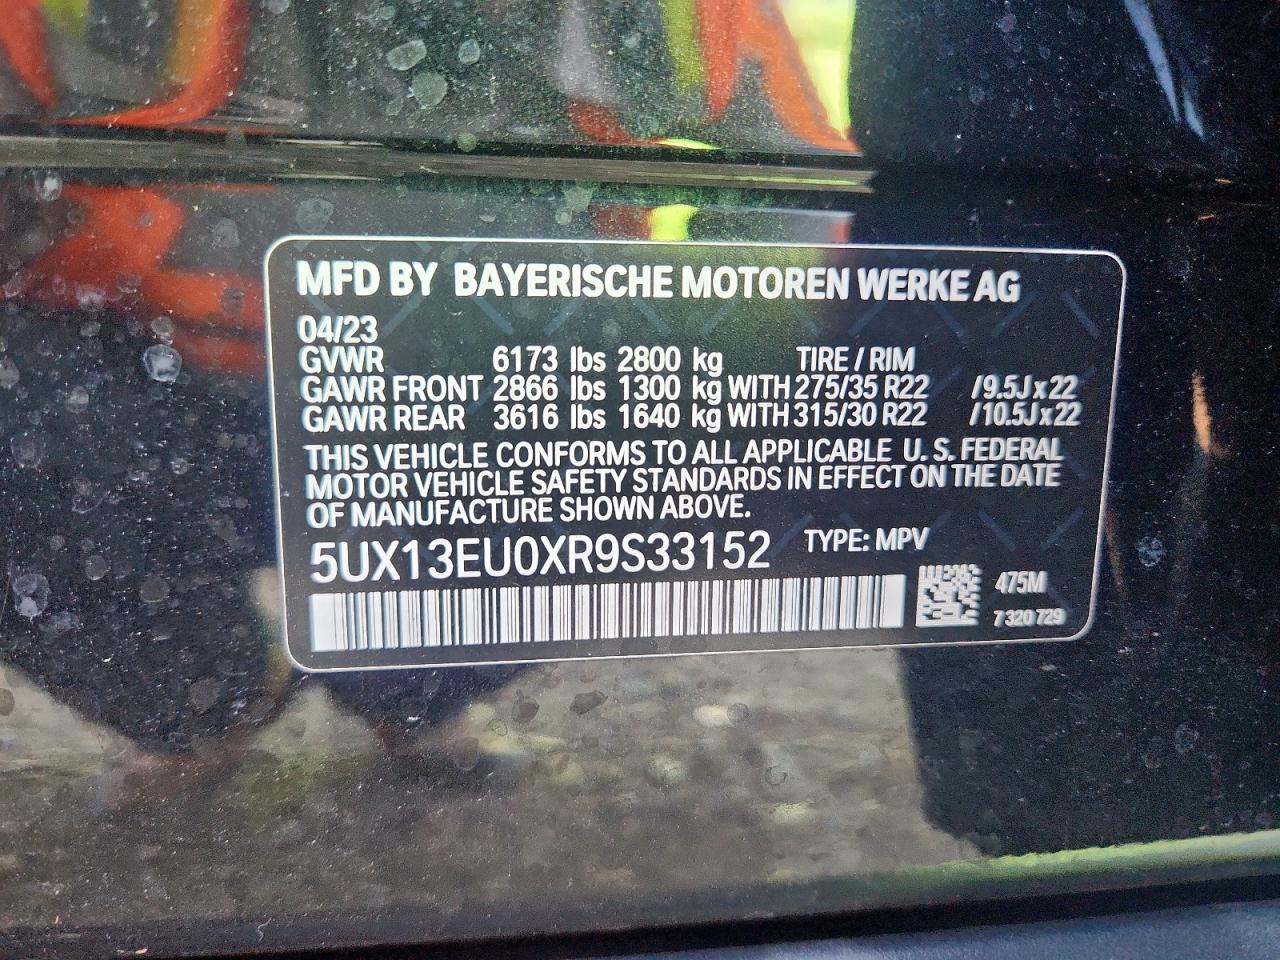 MFD BY BAYERISCHE MOTOREN WERKE AG
04/23
GVWR 6173 lbs 2800 kg TIRE / RIM
GAWR FRONT 2866 lbs 1300 kg WITH 275/35 R22 /9.5J x 22
GAWR REAR 3616 lbs 1640 kg WITH 315/30 R22 /10.5J x 22
THIS VEHICLE CONFORMS TO ALL APPLICABLE U.S. FEDERAL
MOTOR VEHICLE SAFETY STANDARDS IN EFFECT ON THE DATE
OF MANUFACTURE SHOWN ABOVE.
5UX13EU0XR9S33152 TYPE: MPV
475M
7 320 729